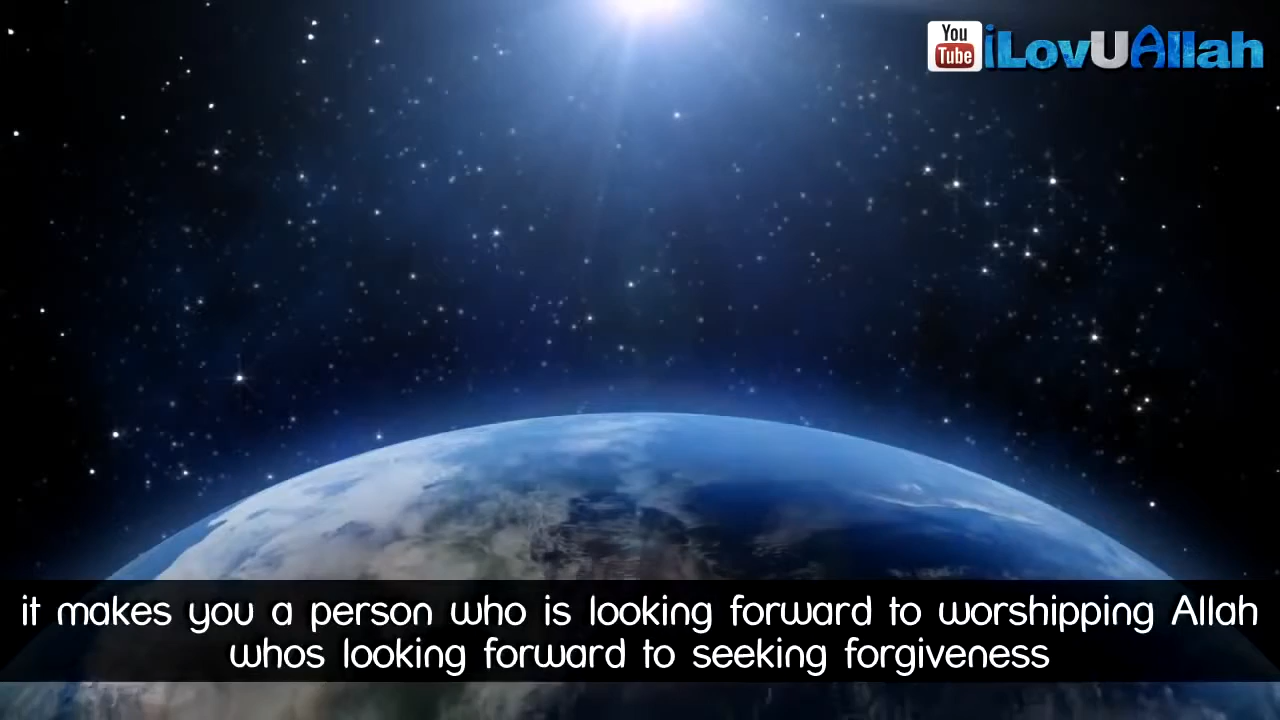 You
Tube
iLovUAllah
it makes you a person who is looking forward to worshipping Allah
whos looking forward to seeking forgiveness